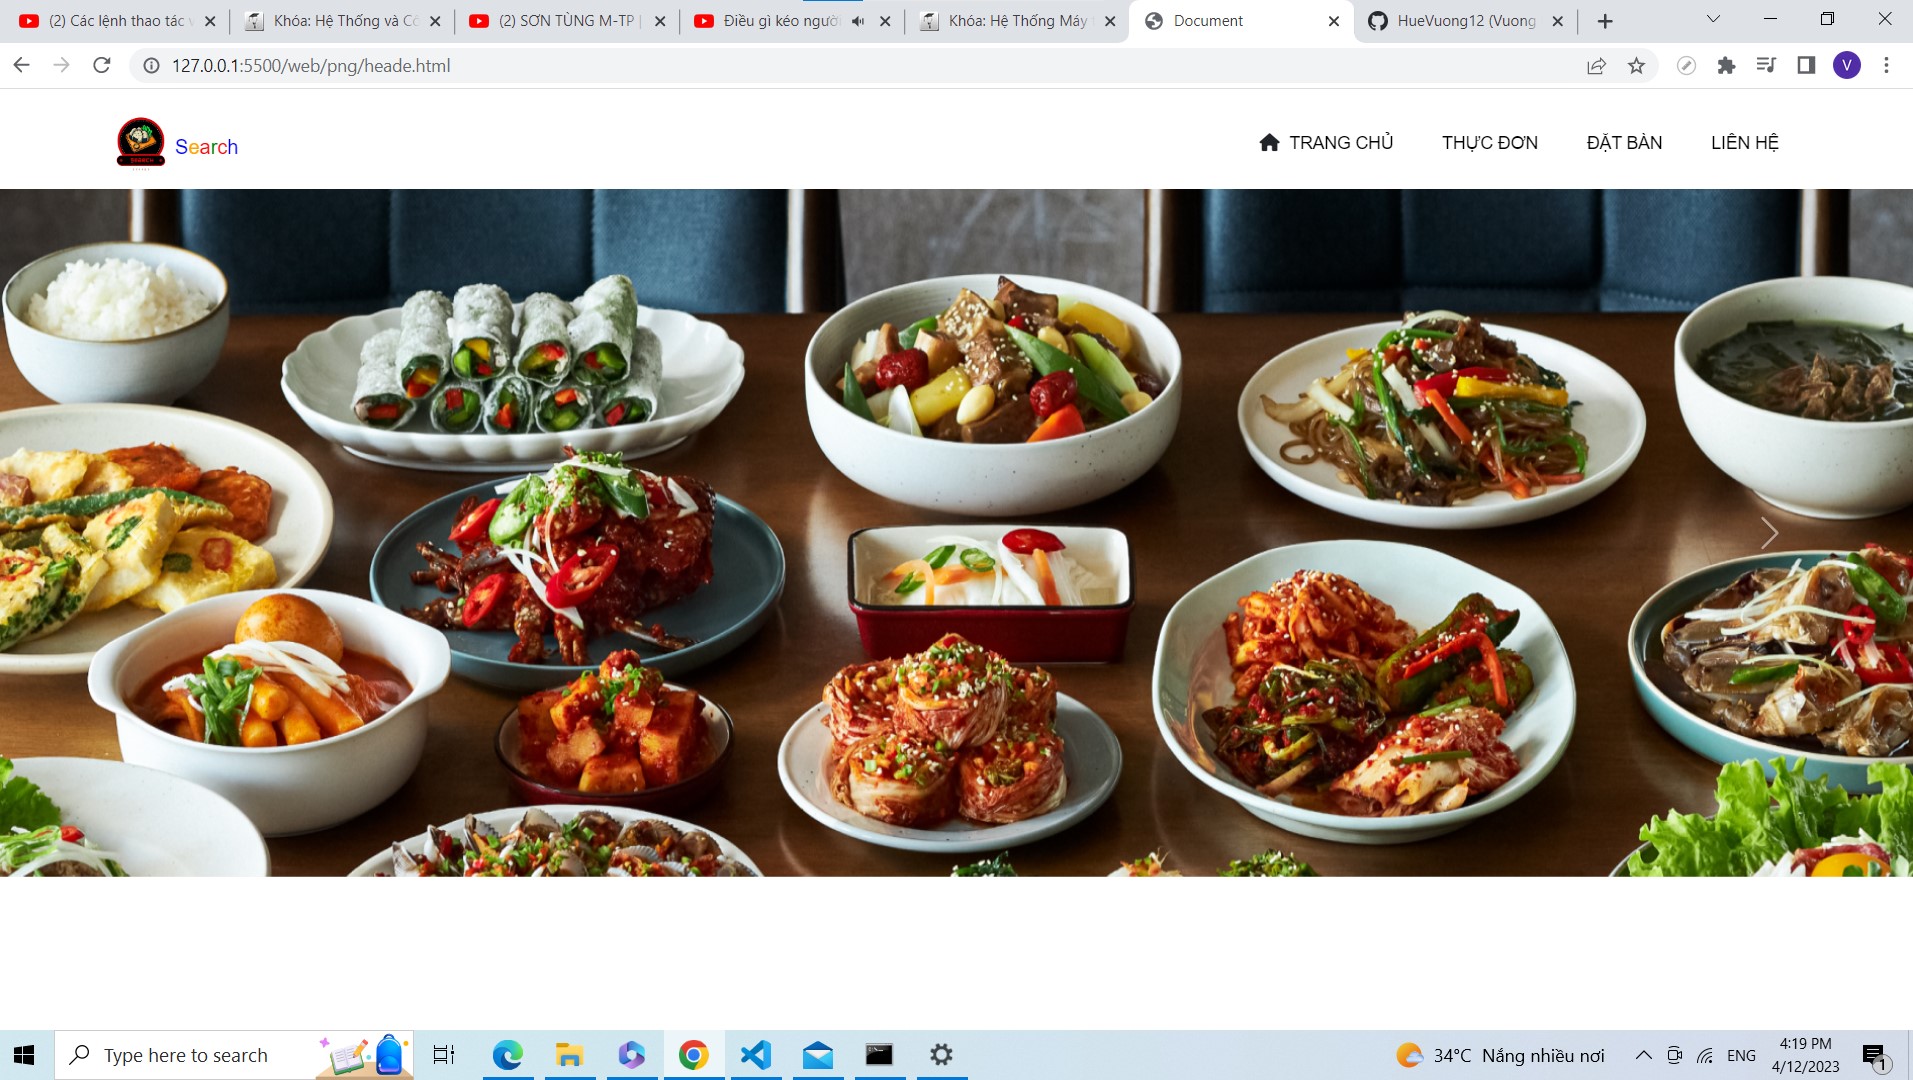 (2) Các lệnh thao tác v
Khóa: Hệ Thống và Cô
(2) SƠN TÙNG M-TP |
Điều gì kéo người
Khóa: Hệ Thống Máy t
Document
HueVuong12 (Vuong
127.0.0.1:5500/web/png/heade.html
V
SEARCH
Search
TRANG CHỦ
THỰC ĐƠN
ĐẶT BÀN
LIÊN HỆ
Type here to search
34°C Nắng nhiều nơi
ENG
4:19 PM
4/12/2023
1